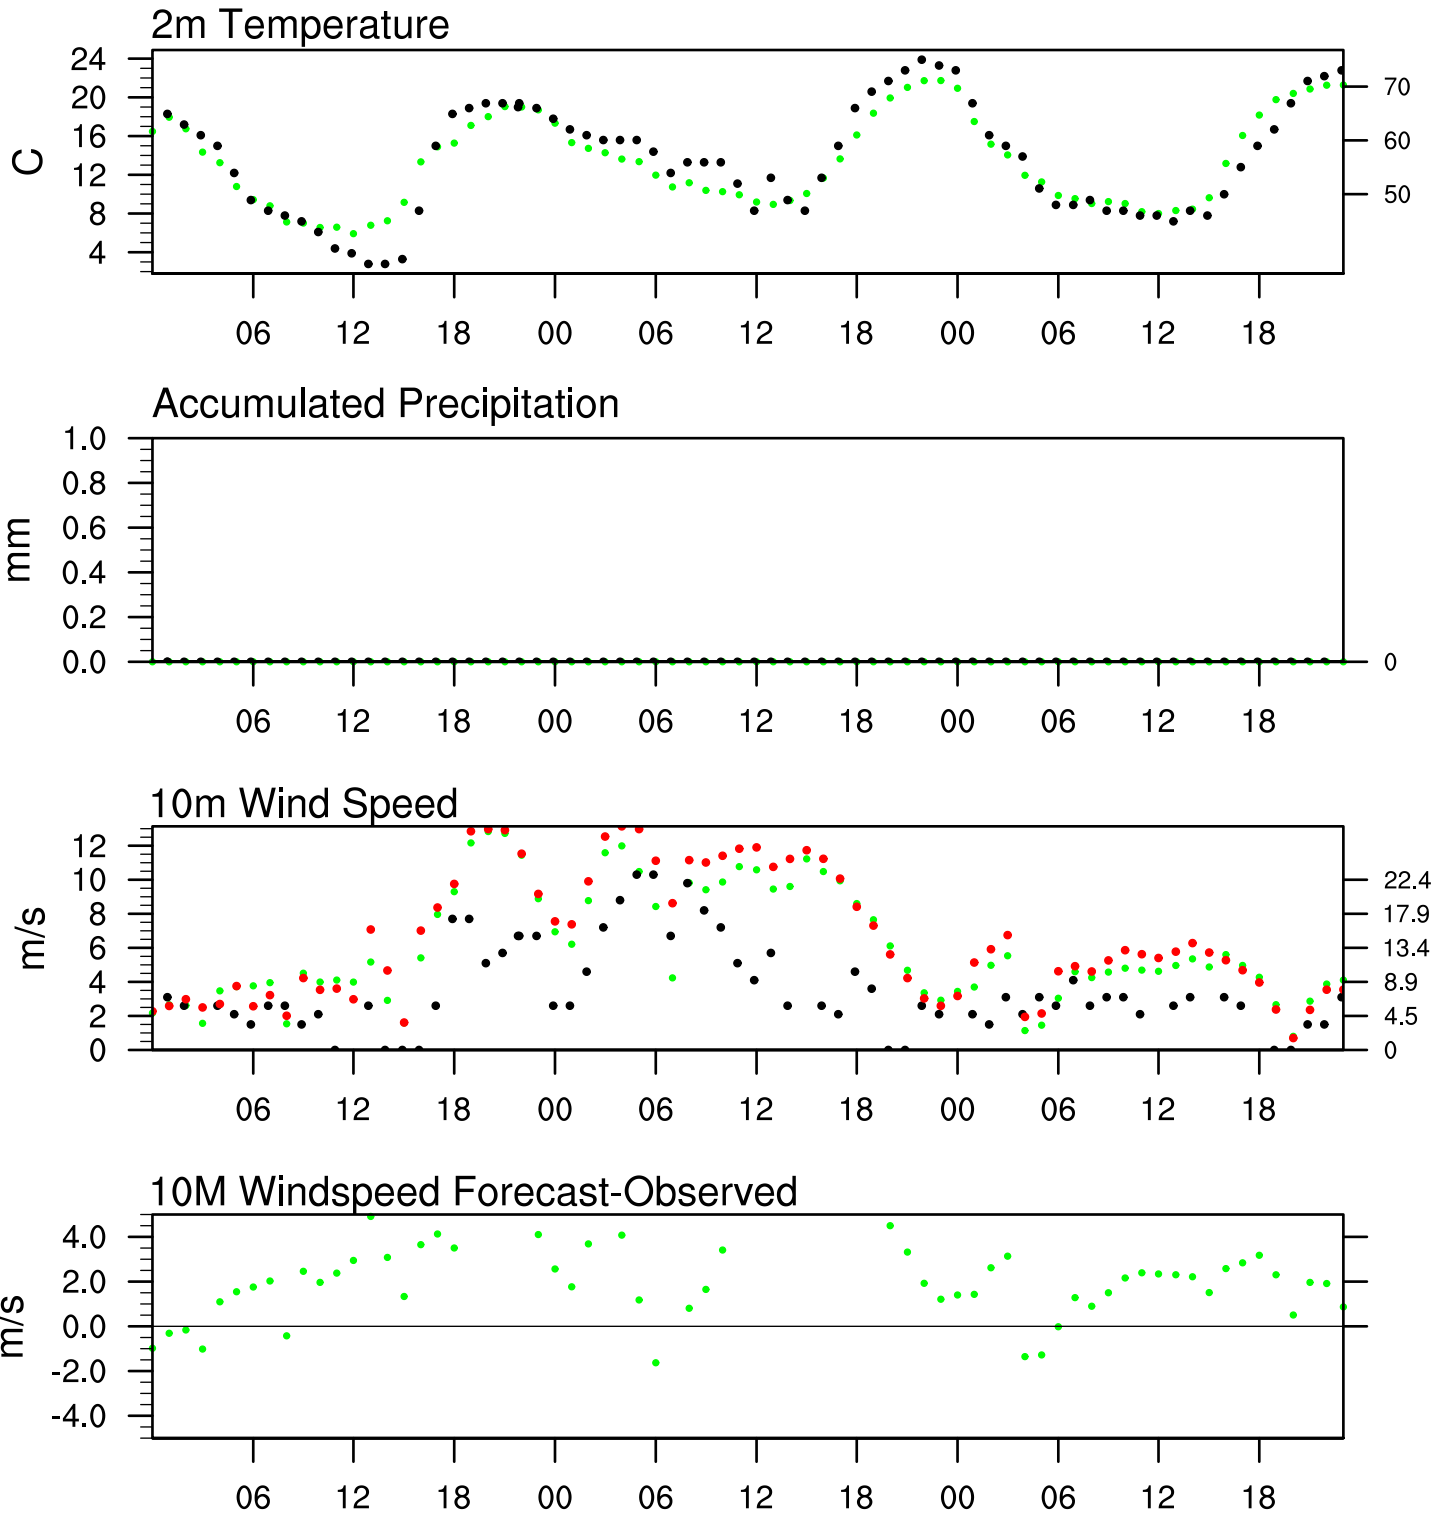 2m Temperature
24
20
16
12
8
4
C
70
60
50
06 12 18 00 06 12 18 00 06 12 18
Accumulated Precipitation
1.0
0.8
0.6
0.4
0.2
0.0
mm
0
06 12 18 00 06 12 18 00 06 12 18
10m Wind Speed
12
10
8
6
4
2
0
m/s
22.4
17.9
13.4
8.9
4.5
0
06 12 18 00 06 12 18 00 06 12 18
10M Windspeed Forecast-Observed
4.0
2.0
0.0
-2.0
-4.0
m/s
06 12 18 00 06 12 18 00 06 12 18